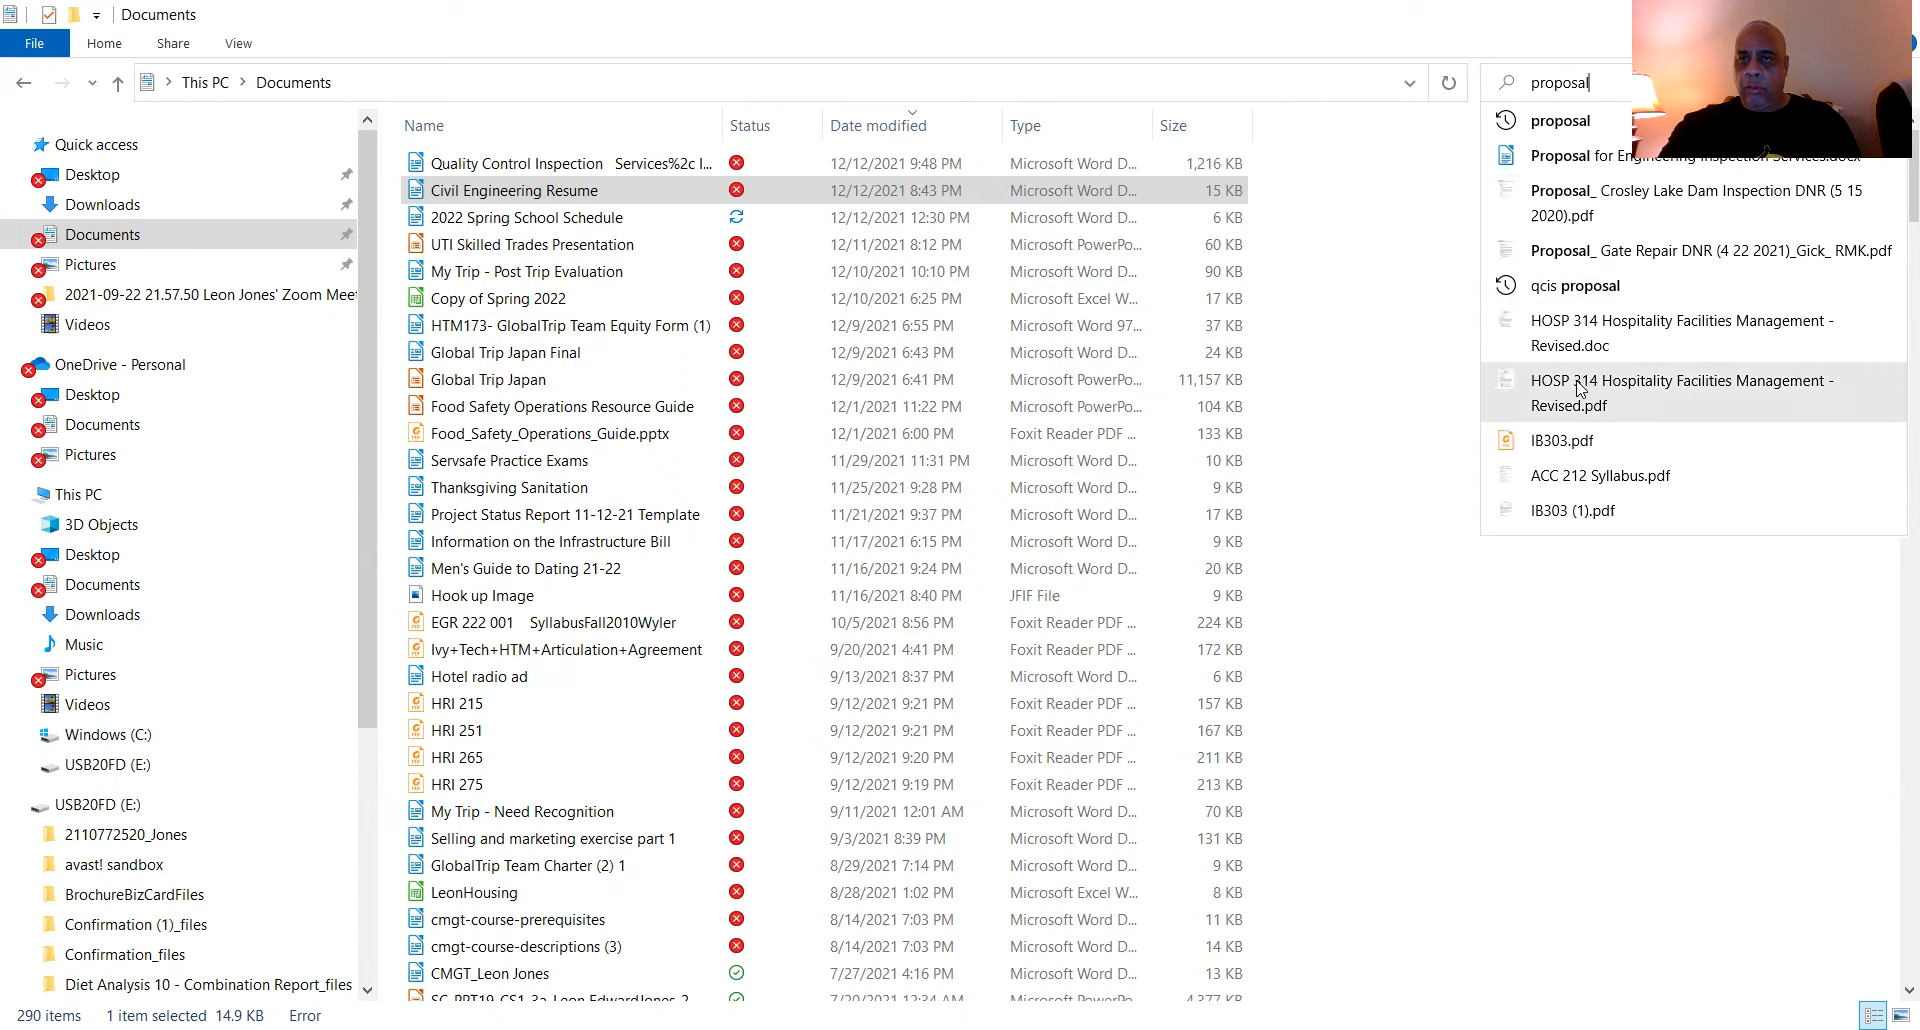 Documents
File Home Share View
This PC Documents
proposal
Name Status Date modified Type Size
Quick access
Desktop
Downloads
Documents
Pictures
2021-09-22 21.57.50 Leon Jones' Zoom Meet
Videos
OneDrive - Personal
Desktop
Documents
Pictures
This PC
3D Objects
Desktop
Documents
Downloads
Music
Pictures
Videos
Windows (C:)
USB20FD (E:)
USB20FD (E:)
2110772520_Jones
avast! sandbox
BrochureBizCardFiles
Confirmation (1)_files
Confirmation_files
Diet Analysis 10 - Combination Report_files
Quality Control Inspection Services%2c I... 12/12/2021 9:48 PM Microsoft Word D... 1,216 KB
Civil Engineering Resume 12/12/2021 8:43 PM Microsoft Word D... 15 KB
2022 Spring School Schedule 12/12/2021 12:30 PM Microsoft Word D... 6 KB
UTI Skilled Trades Presentation 12/11/2021 8:12 PM Microsoft PowerPo... 60 KB
My Trip - Post Trip Evaluation 12/10/2021 10:10 PM Microsoft Word D... 90 KB
Copy of Spring 2022 12/10/2021 6:25 PM Microsoft Excel W... 17 KB
HTM173- GlobalTrip Team Equity Form (1) 12/9/2021 6:55 PM Microsoft Word 97... 37 KB
Global Trip Japan Final 12/9/2021 6:43 PM Microsoft Word D... 24 KB
Global Trip Japan 12/9/2021 6:41 PM Microsoft PowerPo... 11,157 KB
Food Safety Operations Resource Guide 12/1/2021 11:22 PM Microsoft PowerPo... 104 KB
Food_Safety_Operations_Guide.pptx 12/1/2021 6:00 PM Foxit Reader PDF ... 133 KB
Servsafe Practice Exams 11/29/2021 11:31 PM Microsoft Word D... 10 KB
Thanksgiving Sanitation 11/25/2021 9:28 PM Microsoft Word D... 9 KB
Project Status Report 11-12-21 Template 11/21/2021 9:37 PM Microsoft Word D... 17 KB
Information on the Infrastructure Bill 11/17/2021 6:15 PM Microsoft Word D... 9 KB
Men's Guide to Dating 21-22 11/16/2021 9:24 PM Microsoft Word D... 20 KB
Hook up Image 11/16/2021 8:40 PM JFIF File 9 KB
EGR 222 001 SyllabusFall2010Wyler 10/5/2021 8:56 PM Foxit Reader PDF ... 224 KB
Ivy+Tech+HTM+Articulation+Agreement 9/20/2021 4:41 PM Foxit Reader PDF ... 172 KB
Hotel radio ad 9/13/2021 8:37 PM Microsoft Word D... 6 KB
HRI 215 9/12/2021 9:21 PM Foxit Reader PDF ... 157 KB
HRI 251 9/12/2021 9:21 PM Foxit Reader PDF ... 167 KB
HRI 265 9/12/2021 9:20 PM Foxit Reader PDF ... 211 KB
HRI 275 9/12/2021 9:19 PM Foxit Reader PDF ... 213 KB
My Trip - Need Recognition 9/11/2021 12:01 AM Microsoft Word D... 70 KB
Selling and marketing exercise part 1 9/3/2021 8:39 PM Microsoft Word D... 131 KB
GlobalTrip Team Charter (2) 1 8/29/2021 7:14 PM Microsoft Word D... 9 KB
LeonHousing 8/28/2021 1:02 PM Microsoft Excel W... 8 KB
cmgt-course-prerequisites 8/14/2021 7:03 PM Microsoft Word D... 11 KB
cmgt-course-descriptions (3) 8/14/2021 7:03 PM Microsoft Word D... 14 KB
CMGT_Leon Jones 7/27/2021 4:16 PM Microsoft Word D... 13 KB
proposal
Proposal for Engineering Inspection Services.docx
Proposal_ Crosley Lake Dam Inspection DNR (5 15
2020).pdf
Proposal_ Gate Repair DNR (4 22 2021)_Gick_ RMK.pdf
qcis proposal
HOSP 314 Hospitality Facilities Management -
Revised.doc
HOSP 314 Hospitality Facilities Management -
Revised.pdf
IB303.pdf
ACC 212 Syllabus.pdf
IB303 (1).pdf
290 items 1 item selected 14.9 KB Error